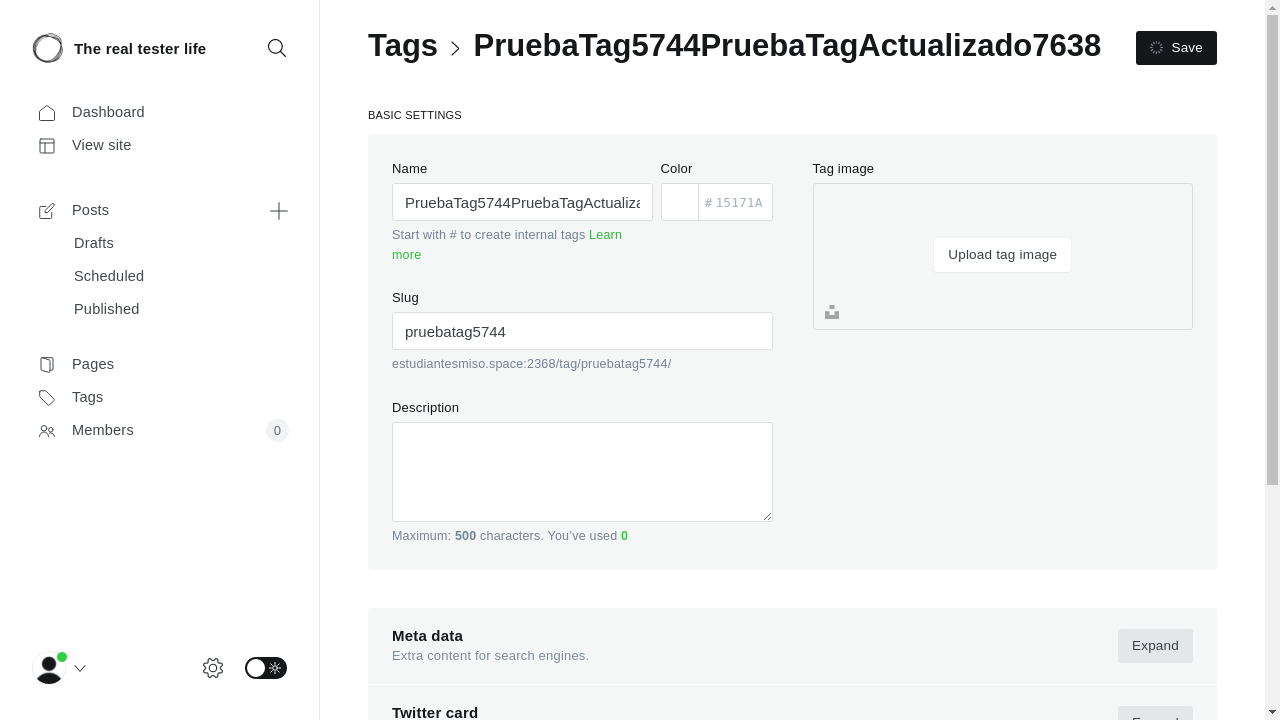 The real tester life
Dashboard
View site
Posts
Drafts
Scheduled
Published
Pages
Tags
Members
0
Tags
PruebaTag5744PruebaTagActualizado7638
Save
BASIC SETTINGS
Name
PruebaTag5744PruebaTagActualiza
Start with # to create internal tags Learn
more
Color
# 15171A
Slug
pruebatag5744
estudiantesmiso.space:2368/tag/pruebatag5744/
Description
Maximum: 500 characters. You’ve used 0
Tag image
Upload tag image
Meta data
Extra content for search engines.
Expand
Twitter card
Expand